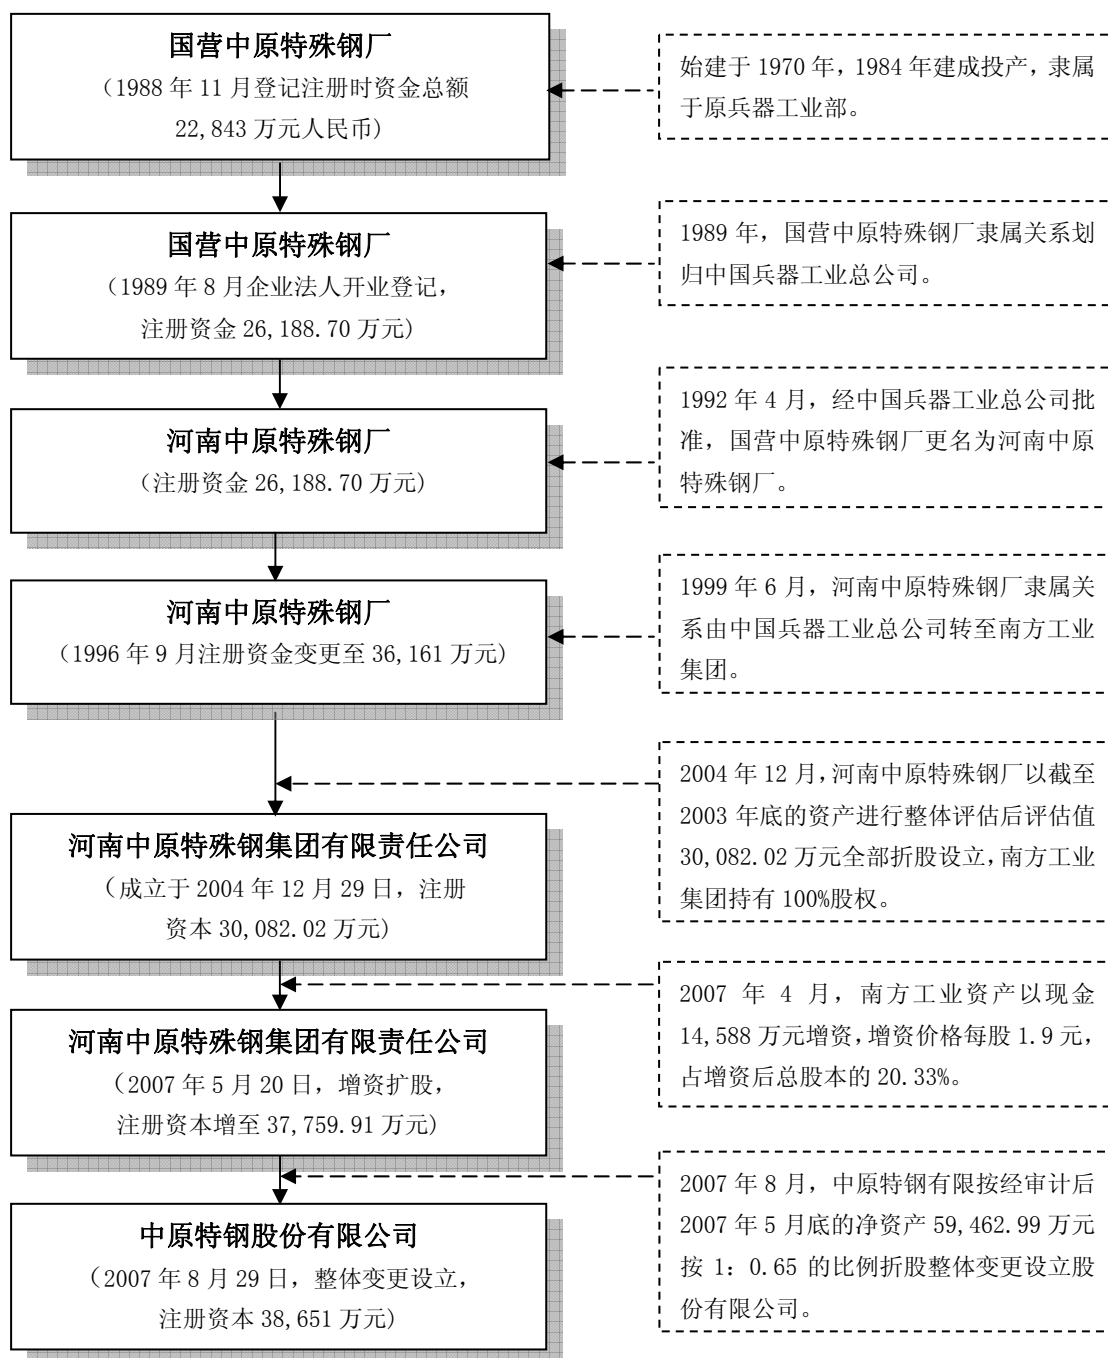 国营中原特殊钢厂
（1988 年 11 月登记注册时资金总额
22,843 万元人民币）
始建于 1970 年，1984 年建成投产，隶属
于原兵器工业部。
国营中原特殊钢厂
（1989 年 8 月企业法人开业登记，
注册资金 26,188.70 万元）
1989 年，国营中原特殊钢厂隶属关系划
归中国兵器工业总公司。
河南中原特殊钢厂
（注册资金 26,188.70 万元）
1992 年 4 月，经中国兵器工业总公司批
准，国营中原特殊钢厂更名为河南中原
特殊钢厂。
河南中原特殊钢厂
（1996 年 9 月注册资金变更至 36,161 万元）
1999 年 6 月，河南中原特殊钢厂隶属关
系由中国兵器工业总公司转至南方工业
集团。
2004 年 12 月，河南中原特殊钢厂以截至
2003 年底的资产进行整体评估后评估值
30,082.02 万元全部折股设立，南方工业
集团持有 100%股权。
河南中原特殊钢集团有限责任公司
（成立于 2004 年 12 月 29 日，注册
资本 30,082.02 万元）
2007 年 4 月，南方工业资产以现金
14,588 万元增资，增资价格每股 1.9 元，
占增资后总股本的 20.33%。
河南中原特殊钢集团有限责任公司
（2007 年 5 月 20 日，增资扩股，
注册资本增至 37,759.91 万元）
2007 年 8 月，中原特钢有限按经审计后
2007 年 5 月底的净资产 59,462.99 万元
按 1：0.65 的比例折股整体变更设立股
份有限公司。
中原特钢股份有限公司
（2007 年 8 月 29 日，整体变更设立，
注册资本 38,651 万元）